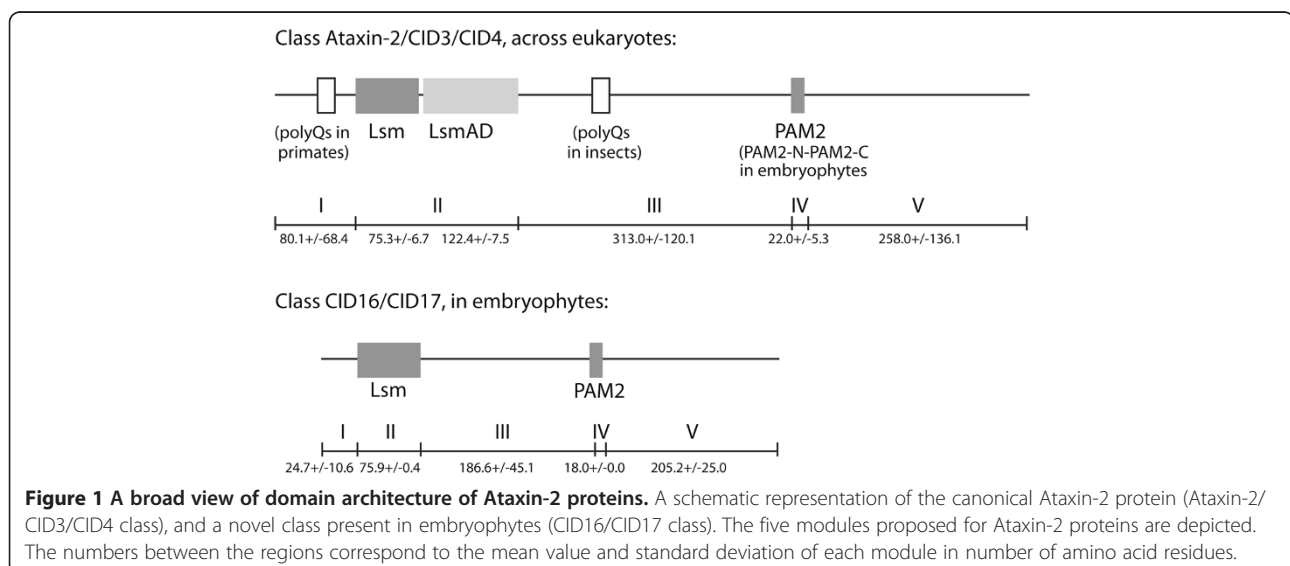 Class Ataxin-2/CID3/CID4, across eukaryotes:
(polyQs in
primates)
Lsm
LsmAD
(polyQs
in insects)
PAM2
(PAM2-N-PAM2-C
in embryophytes
I II III IV V
80.1+/-68.4 75.3+/-6.7 122.4+/-7.5 313.0+/-120.1 22.0+/-5.3 258.0+/-136.1
Class CID16/CID17, in embryophytes:
Lsm PAM2
I II III IV V
24.7+/-10.6 75.9+/-0.4 186.6+/-45.1 18.0+/-0.0 205.2+/-25.0
Figure 1 A broad view of domain architecture of Ataxin-2 proteins. A schematic representation of the canonical Ataxin-2 protein (Ataxin-2/
CID3/CID4 class), and a novel class present in embryophytes (CID16/CID17 class). The five modules proposed for Ataxin-2 proteins are depicted.
The numbers between the regions correspond to the mean value and standard deviation of each module in number of amino acid residues.